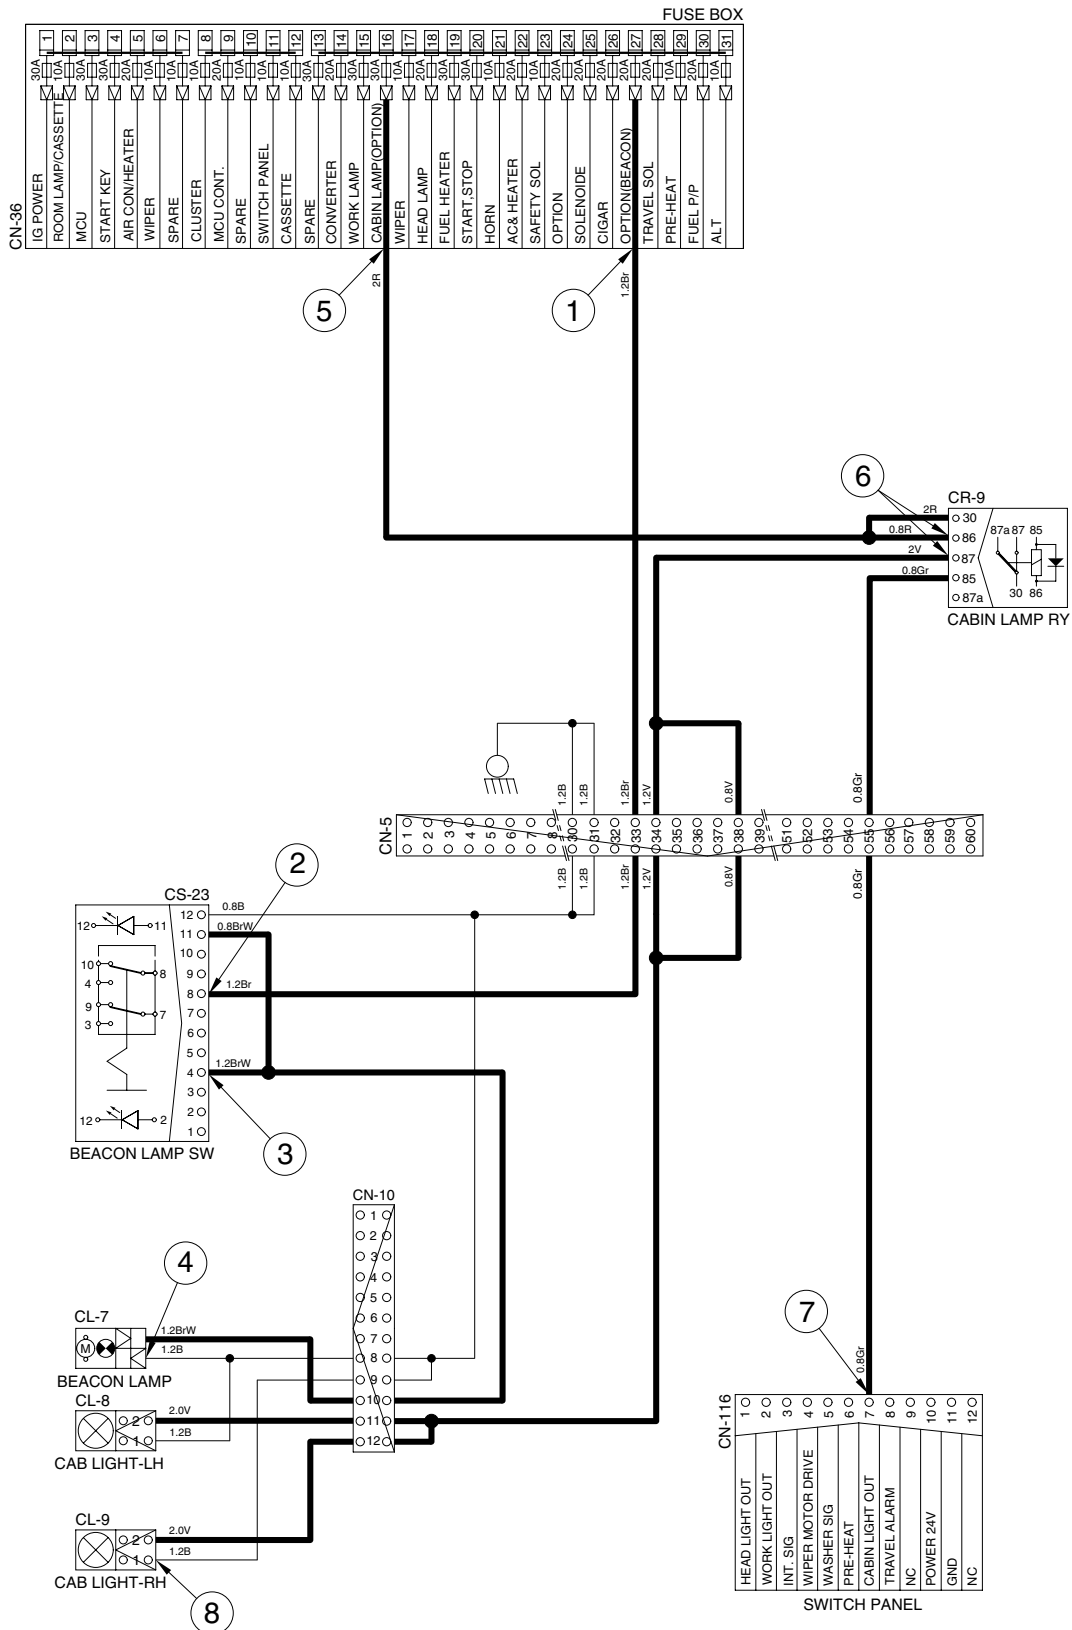 FUSE BOX
1 2 3 4 5 6 7 8 9 10 11 12 13 14 15 16 17 18 19 20 21 22 23 24 25 26 27 28 29 30 31
30A 10A 30A 30A 20A 10A 10A 10A 20A 10A 10A 10A 30A 20A 20A 30A 10A 20A 30A 30A 10A 20A 10A 20A 20A 10A 20A 20A 10A 20A 10A
CN-36
IG POWER
ROOM LAMP/CASSETTE
MCU
START KEY
AIR CON/HEATER
WIPER
SPARE
CLUSTER
MCU CONT.
SPARE
SWITCH PANEL
CASSETTE
SPARE
CONVERTER
WORK LAMP
CABIN LAMP(OPTION)
WIPER
HEAD LAMP
FUEL HEATER
START,STOP
HORN
AC& HEATER
SAFETY SOL
OPTION
SOLENOIDE
CIGAR
OPTION(BEACON)
TRAVEL SOL
PRE-HEAT
FUEL P/P
ALT
5
2R
1
1.2Br
6
CR-9
2R
30
0.8R
86
2V
87
0.8Gr
85
87a
87a 87 85
30 86
CABIN LAMP RY
1.2B
1.2B
1.2Br
1.2V
0.8V
0.8Gr
CN-5
1 2 3 4 5 6 7 8 30 31 32 33 34 35 36 37 38 39 51 52 53 54 55 56 57 58 59 60
1.2B
1.2B
1.2Br
1.2V
0.8V
0.8Gr
2
CS-23
12 0.8B
11 0.8BrW
10
9
8 1.2Br
7
6
5
4 1.2BrW
3
2
1
12 11
10 8
4
9 7
3
12 2
BEACON LAMP SW
3
CN-10
1
2
3
4
5
6
7
8
9
10
11
12
4
CL-7
1.2BrW
M
1.2B
BEACON LAMP
CL-8
2 2.0V
1 1.2B
CAB LIGHT-LH
CL-9
2 2.0V
1 1.2B
CAB LIGHT-RH
8
7
0.8Gr
CN-116
1 2 3 4 5 6 7 8 9 10 11 12
HEAD LIGHT OUT
WORK LIGHT OUT
INT. SIG
WIPER MOTOR DRIVE
WASHER SIG
PRE-HEAT
CABIN LIGHT OUT
TRAVEL ALARM
NC
POWER 24V
GND
NC
SWITCH PANEL